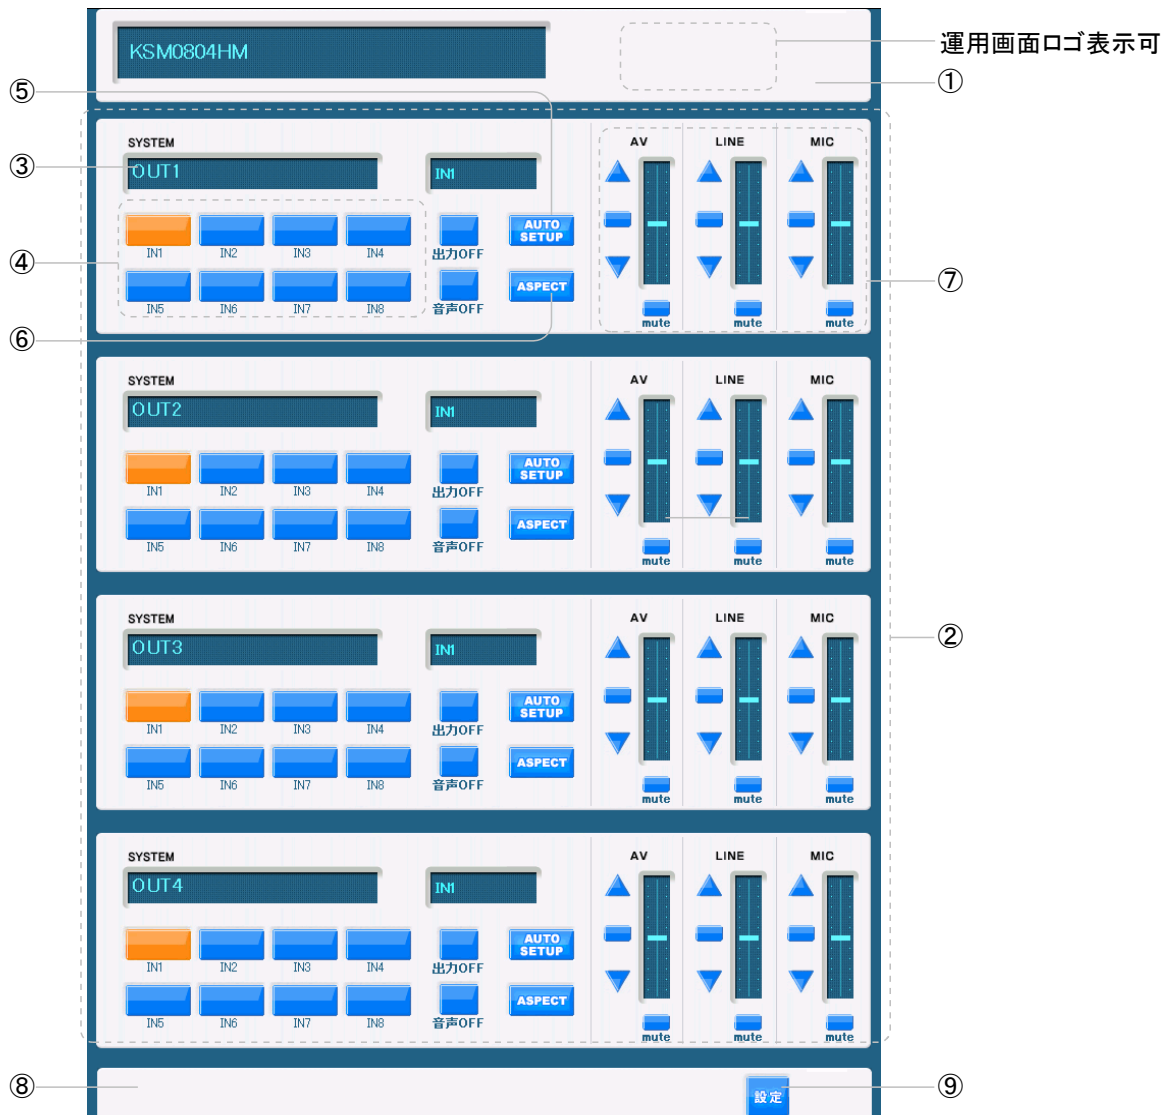 KSM0804HM
運用画面ロゴ表示可
①
⑤
SYSTEM
AV LINE MIC
③
OUT1 IN1
AUTO SETUP
IN1 IN2 IN3 IN4 出力OFF
④
⑦
ASPECT
IN5 IN6 IN7 IN8 音声OFF
mute mute mute
⑥
SYSTEM
AV LINE MIC
OUT2 IN1
AUTO SETUP
IN1 IN2 IN3 IN4 出力OFF
ASPECT
IN5 IN6 IN7 IN8 音声OFF
mute mute mute
SYSTEM
AV LINE MIC
②
OUT3 IN1
AUTO SETUP
IN1 IN2 IN3 IN4 出力OFF
ASPECT
IN5 IN6 IN7 IN8 音声OFF
mute mute mute
SYSTEM
AV LINE MIC
OUT4 IN1
AUTO SETUP
IN1 IN2 IN3 IN4 出力OFF
ASPECT
IN5 IN6 IN7 IN8 音声OFF
mute mute mute
⑧
設定
⑨